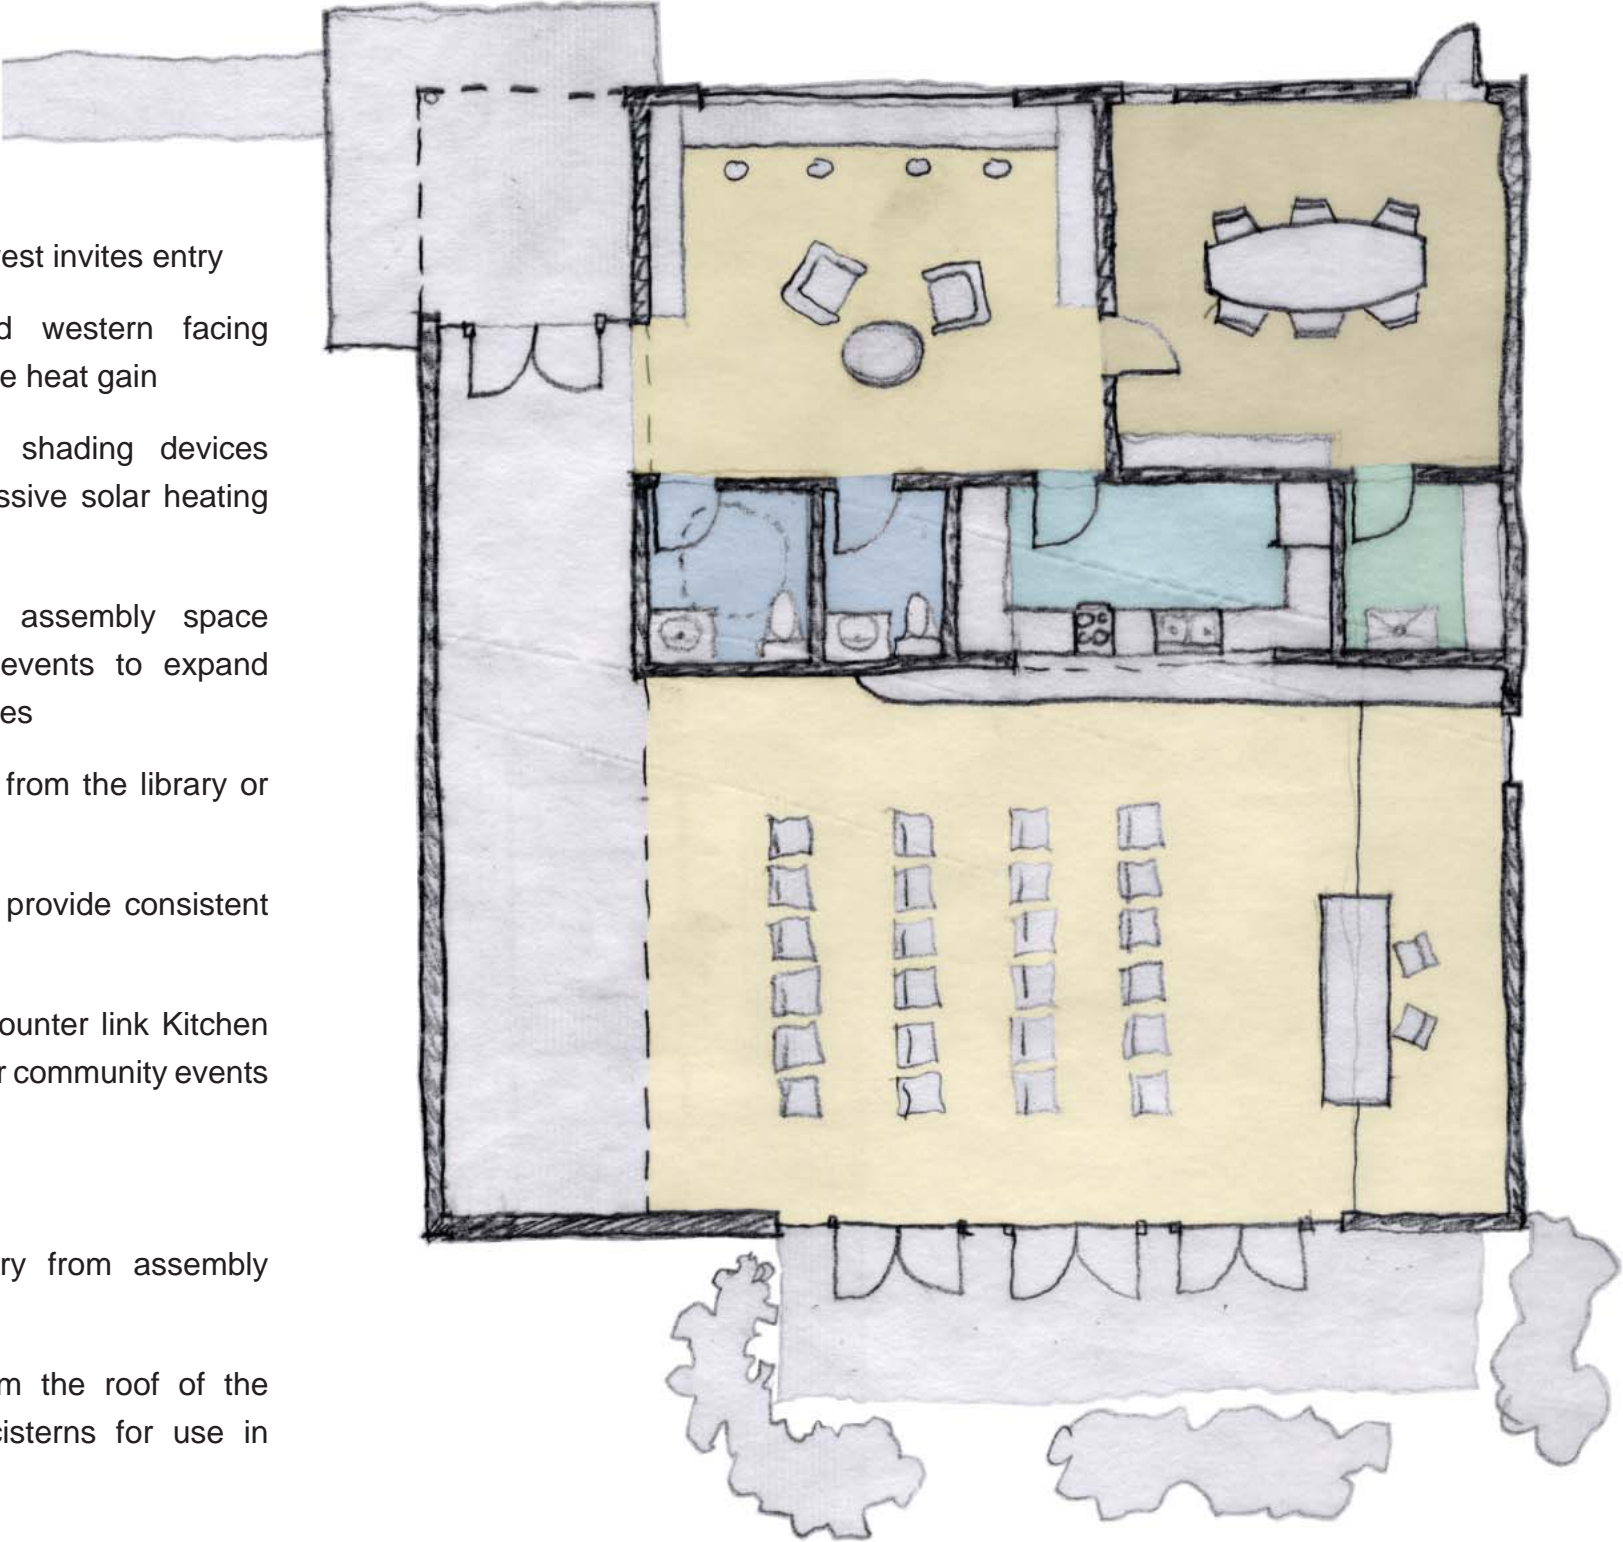 est invites entry
d western facing
e heat gain
shading devices
ssive solar heating
assembly space
events to expand
es
from the library or
provide consistent
ounter link Kitchen
r community events
ry from assembly
m the roof of the
cisterns for use in